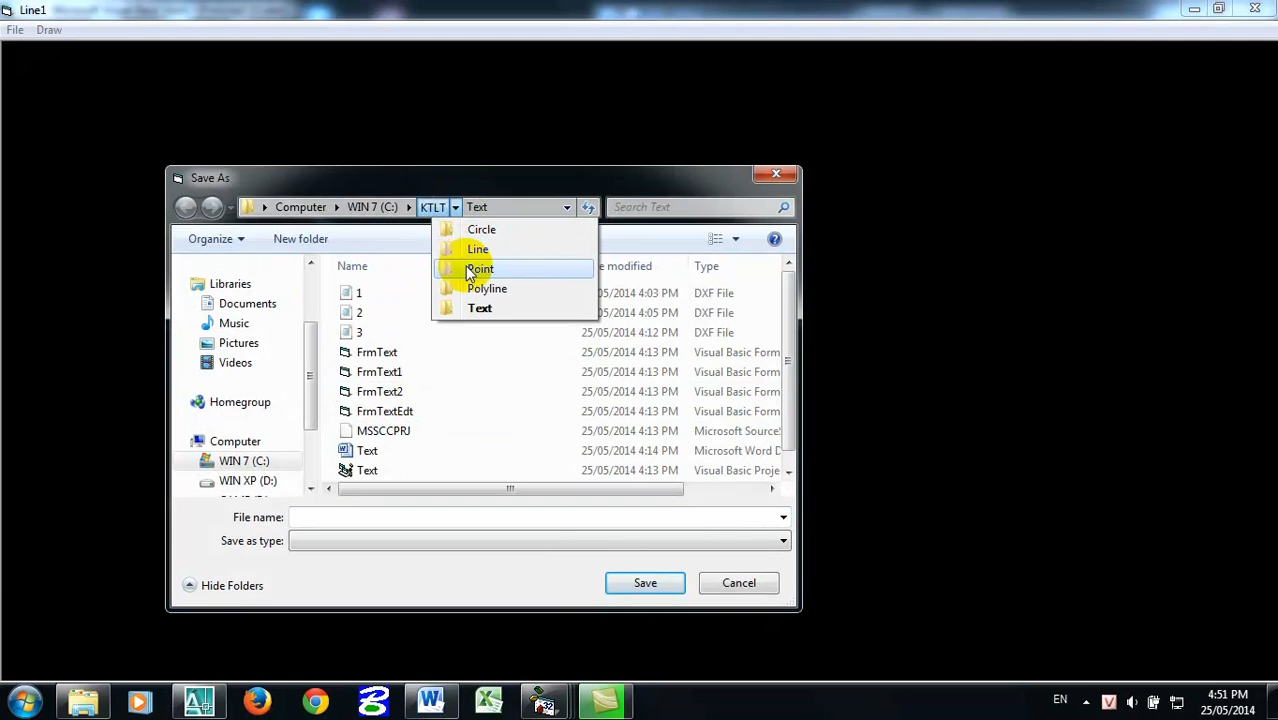 Line1
File Draw
Save As
Computer WIN 7 (C:) KTLT Text Search Text
Organize New folder
Circle
Line
Point
Polyline
Text
Name e modified Type
Libraries
Documents
Music
Pictures
Videos
Homegroup
Computer
WIN 7 (C:)
WIN XP (D:)
1 25/05/2014 4:03 PM DXF File
2 25/05/2014 4:05 PM DXF File
3 25/05/2014 4:12 PM DXF File
FrmText 25/05/2014 4:13 PM Visual Basic Form
FrmText1 25/05/2014 4:13 PM Visual Basic Form
FrmText2 25/05/2014 4:13 PM Visual Basic Form
FrmTextEdt 25/05/2014 4:13 PM Visual Basic Form
MSSCCPRJ 25/05/2014 4:13 PM Microsoft Source
Text 25/05/2014 4:14 PM Microsoft Word D
Text 25/05/2014 4:13 PM Visual Basic Proje
File name:
Save as type:
Hide Folders Save Cancel
EN 4:51 PM
25/05/2014